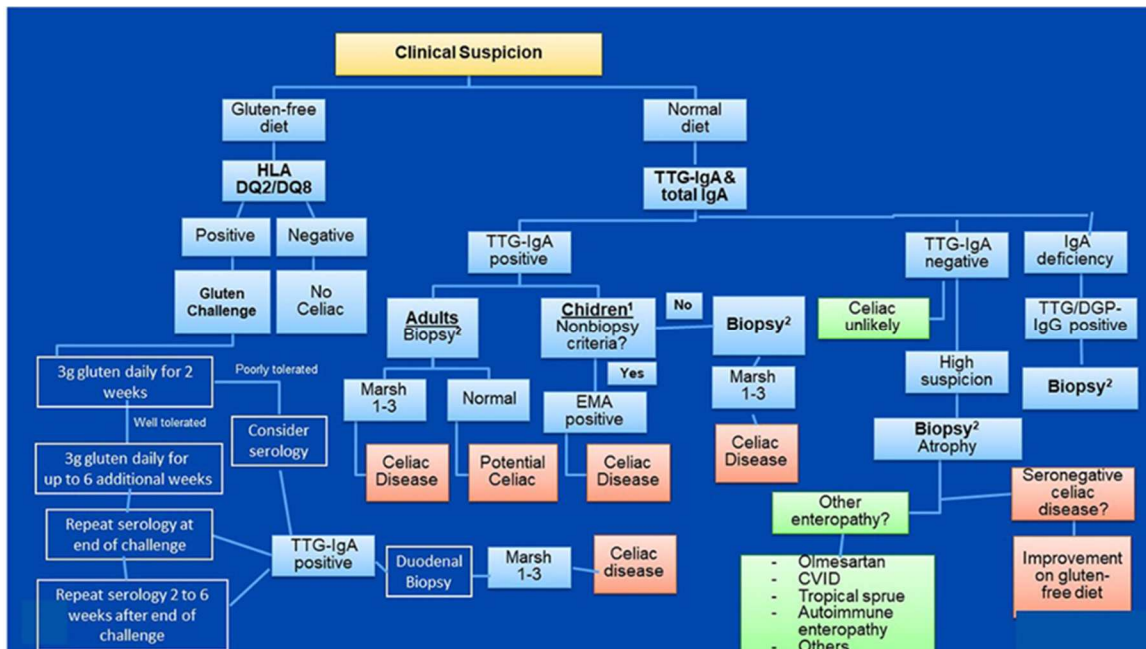 Clinical Suspicion
Gluten-free
diet
Normal
diet
HLA
DQ2/DQ8
TTG-IgA &
total IgA
Positive
Negative
TTG-IgA
positive
TTG-IgA
negative
IgA
deficiency
Gluten
Challenge
No
Celiac
Adults
Biopsy²
Chidren¹
Nonbiopsy
criteria?
No
Biopsy²
Celiac
unlikely
TTG/DGP-
IgG positive
3g gluten daily for 2
weeks
Poorly tolerated
Yes
High
suspicion
Biopsy²
Marsh
1-3
Normal
EMA
positive
Marsh
1-3
Well tolerated
Consider
serology
Biopsy²
Atrophy
3g gluten daily for
up to 6 additional weeks
Celiac
Disease
Potential
Celiac
Celiac
Disease
Celiac
Disease
Seronegative
celiac
disease?
Other
enteropathy?
Repeat serology at
end of challenge
TTG-IgA
positive
Duodenal
Biopsy
Marsh
1-3
Celiac
disease
Improvement
on gluten-
free diet
Repeat serology 2 to 6
weeks after end of
challenge
- Olmesartan
- CVID
- Tropical sprue
- Autoimmune
enteropathy
- Others